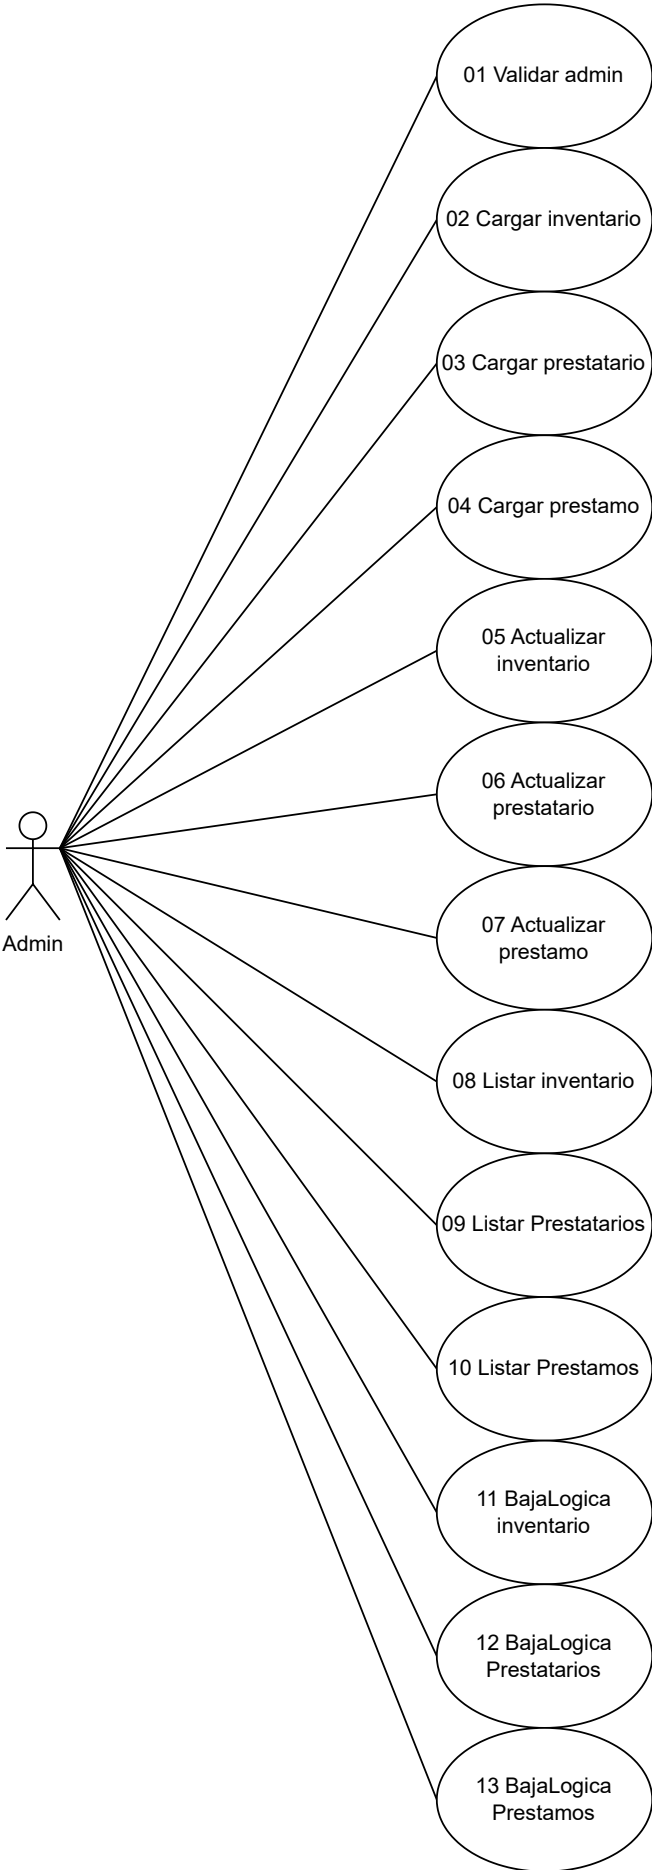 01 Validar admin
02 Cargar inventario
03 Cargar prestatario
04 Cargar prestamo
05 Actualizar
inventario
06 Actualizar
prestatario
07 Actualizar
prestamo
Admin
08 Listar inventario
09 Listar Prestatarios
10 Listar Prestamos
11 BajaLogica
inventario
12 BajaLogica
Prestatarios
13 BajaLogica
Prestamos